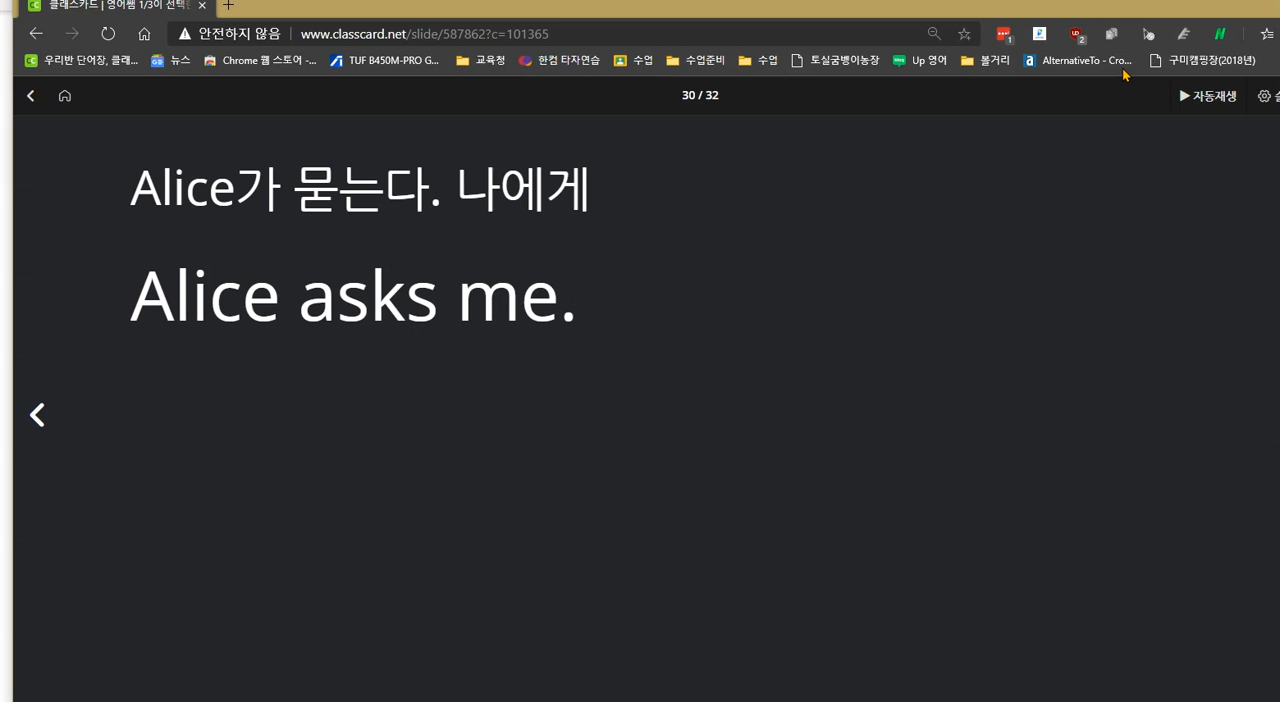 클래스카드 | 영어쌤 1/3이 선택한
안전하지 않음 www.classcard.net/slide/587862?c=101365
우리반 단어장, 클래... 뉴스 Chrome 웹 스토어 -... TUF B450M-PRO G... 교육청 한컴 타자연습 수업 수업준비 수업 토실굼벵이농장 Up 영어 볼거리 AlternativeTo - Cro... 구미캠핑장(2018년)
30 / 32 자동재생
Alice가 묻는다. 나에게
Alice asks me.